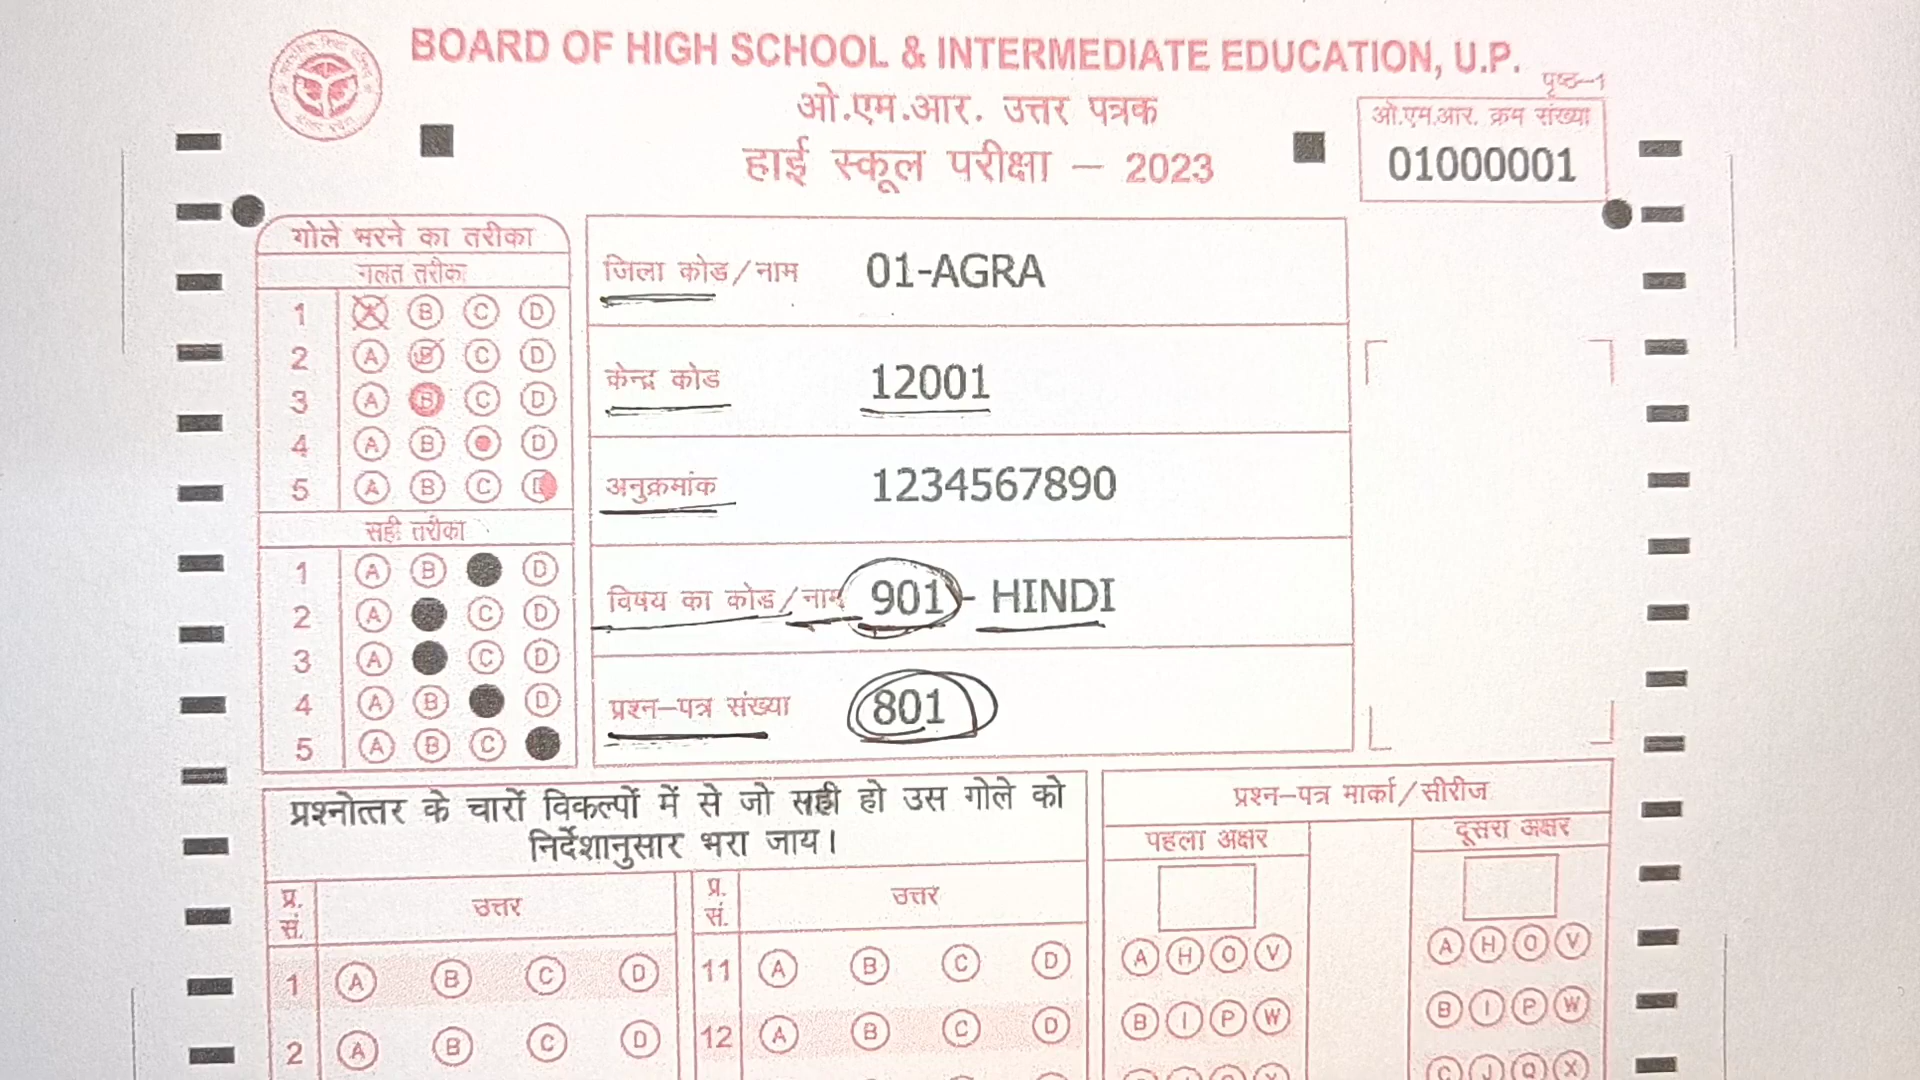 BOARD OF HIGH SCHOOL & INTERMEDIATE EDUCATION, U.P.
पृष्ठ–1
ओ.एम.आर. उत्तर पत्रक
हाई स्कूल परीक्षा – 2023
ओ.एम.आर. क्रम संख्या
01000001
गोले भरने का तरीका
गलत तरीका
1 A B C D
2 A B C D
3 A B C D
4 A B C D
5 A B C D
सही तरीका
1 A B D
2 A C D
3 A C D
4 A B D
5 A B C
जिला कोड/नाम 01-AGRA
केन्द्र कोड 12001
अनुक्रमांक 1234567890
विषय का कोड/नाम 901 - HINDI
प्रश्न–पत्र संख्या 801
प्रश्नोत्तर के चारों विकल्पों में से जो सही हो उस गोले को
निर्देशानुसार भरा जाय।
प्र. सं. उत्तर
1 A B C D
2 A B C D
प्र. सं. उत्तर
11 A B C D
12 A B C D
प्रश्न–पत्र मार्का/सीरीज
पहला अक्षर
A H O V
B I P W
दूसरा अक्षर
A H O V
B I P W
C J Q X